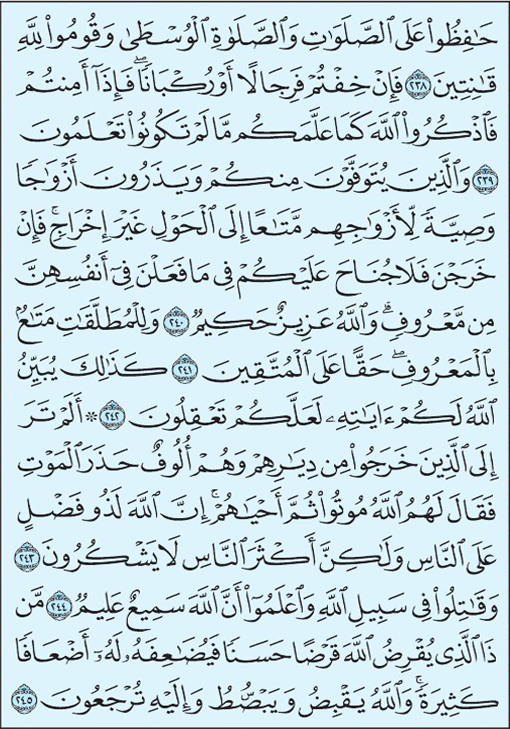 حَـٰفِظُوا۟ عَلَى ٱلصَّلَوَٰتِ وَٱلصَّلَوٰةِ ٱلْوُسْطَىٰ وَقُومُوا۟ لِلَّهِ
قَـٰنِتِينَ ٢٣٨ فَإِنْ خِفْتُمْ فَرِجَالًا أَوْ رُكْبَانًا ۖ فَإِذَآ أَمِنتُمْ
فَٱذْكُرُوا۟ ٱللَّهَ كَمَا عَلَّمَكُم مَّا لَمْ تَكُونُوا۟ تَعْلَمُونَ
٢٣٩ وَٱلَّذِينَ يُتَوَفَّوْنَ مِنكُمْ وَيَذَرُونَ أَزْوَٰجًا
وَصِيَّةً لِّأَزْوَٰجِهِم مَّتَـٰعًا إِلَى ٱلْحَوْلِ غَيْرَ إِخْرَاجٍ ۚ فَإِنْ
خَرَجْنَ فَلَا جُنَاحَ عَلَيْكُمْ فِى مَا فَعَلْنَ فِىٓ أَنفُسِهِنَّ
مِن مَّعْرُوفٍ ۗ وَٱللَّهُ عَزِيزٌ حَكِيمٌ ٢٤٠ وَلِلْمُطَلَّقَـٰتِ مَتَـٰعٌۢ
بِٱلْمَعْرُوفِ ۖ حَقًّا عَلَى ٱلْمُتَّقِينَ ٢٤١ كَذَٰلِكَ يُبَيِّنُ
ٱللَّهُ لَكُمْ ءَايَـٰتِهِۦ لَعَلَّكُمْ تَعْقِلُونَ ٢٤٢ ۞ أَلَمْ تَرَ
إِلَى ٱلَّذِينَ خَرَجُوا۟ مِن دِيَـٰرِهِمْ وَهُمْ أُلُوفٌ حَذَرَ ٱلْمَوْتِ
فَقَالَ لَهُمُ ٱللَّهُ مُوتُوا۟ ثُمَّ أَحْيَـٰهُمْ ۚ إِنَّ ٱللَّهَ لَذُو فَضْلٍ
عَلَى ٱلنَّاسِ وَلَـٰكِنَّ أَكْثَرَ ٱلنَّاسِ لَا يَشْكُرُونَ ٢٤٣
وَقَـٰتِلُوا۟ فِى سَبِيلِ ٱللَّهِ وَٱعْلَمُوٓا۟ أَنَّ ٱللَّهَ سَمِيعٌ عَلِيمٌ ٢٤٤ مَّن
ذَا ٱلَّذِى يُقْرِضُ ٱللَّهَ قَرْضًا حَسَنًا فَيُضَـٰعِفَهُۥ لَهُۥٓ أَضْعَافًا
كَثِيرَةً ۚ وَٱللَّهُ يَقْبِضُ وَيَبْصُۜطُ وَإِلَيْهِ تُرْجَعُونَ ٢٤٥